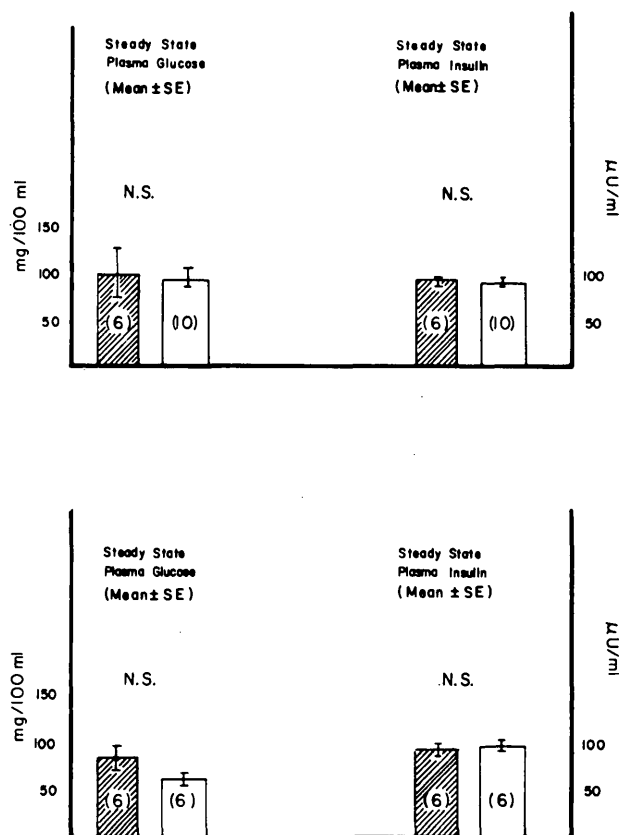 Steady State
Plasma Glucose
(Mean ± SE)
Steady State
Plasma Insulin
(Mean± SE)
N.S.
N.S.
mg/100 ml
150
100
50
(6)
(10)
(6)
(10)
100
50
μU/ml
Steady State
Plasma Glucose
(Mean± SE)
Steady State
Plasma Insulin
(Mean ± SE)
N.S.
N.S.
mg/100 ml
150
100
50
(6)
(6)
(6)
(6)
100
50
μU/ml